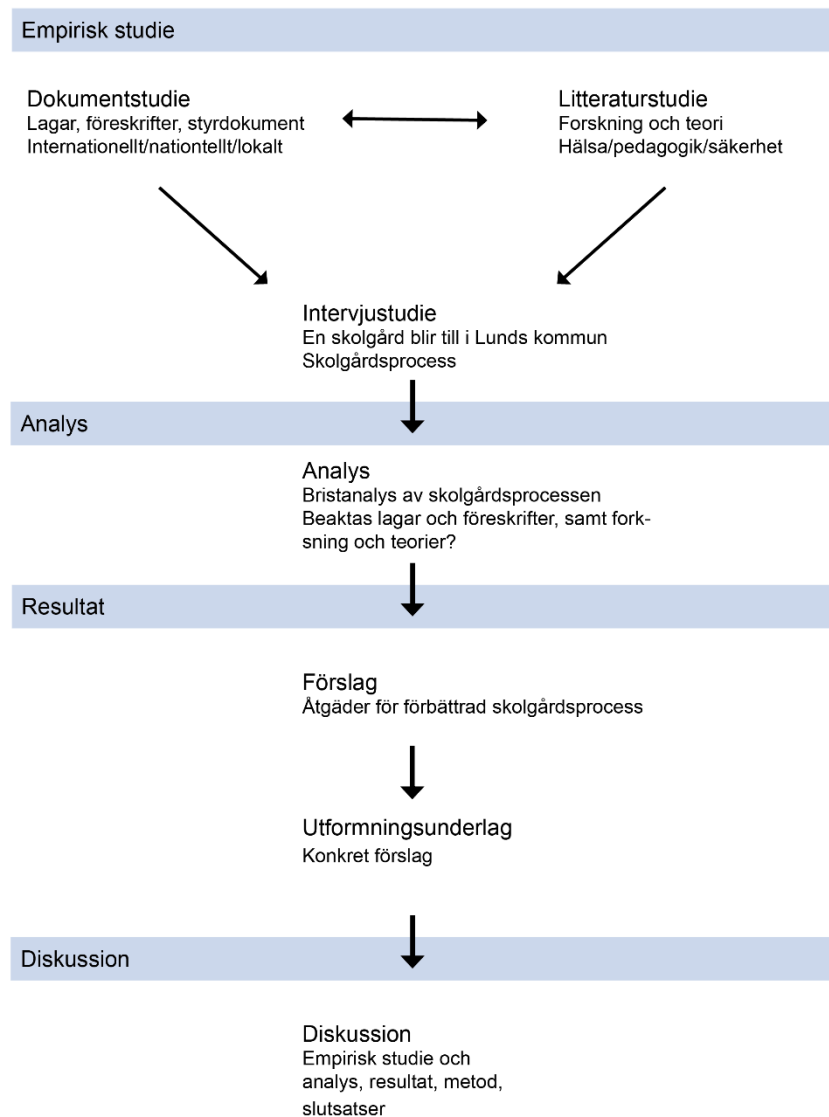 Empirisk studie
Dokumentstudie
Lagar, föreskrifter, styrdokument
Internationellt/nationtellt/lokalt
Litteraturstudie
Forskning och teori
Hälsa/pedagogik/säkerhet
Intervjustudie
En skolgård blir till i Lunds kommun
Skolgårdsprocess
Analys
Analys
Bristanalys av skolgårdsprocessen
Beaktas lagar och föreskrifter, samt fork-
sning och teorier?
Resultat
Förslag
Åtgäder för förbättrad skolgårdsprocess
Utformningsunderlag
Konkret förslag
Diskussion
Diskussion
Empirisk studie och
analys, resultat, metod,
slutsatser